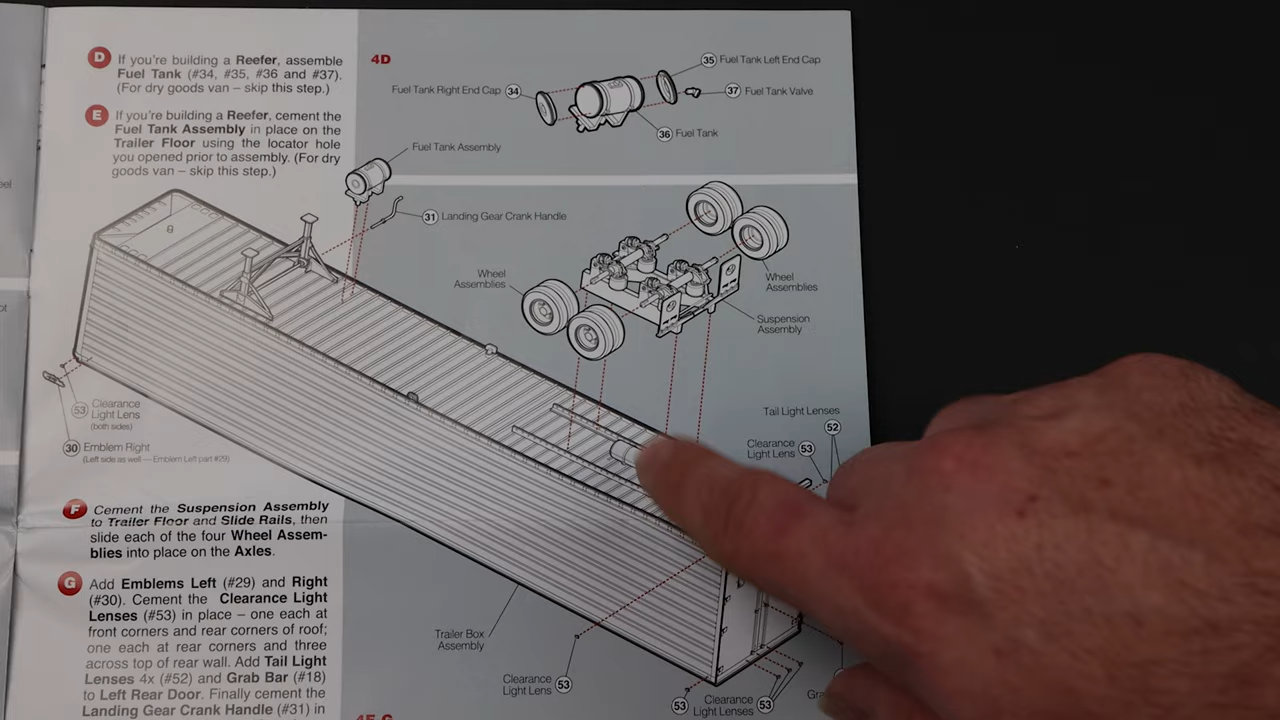 D If you're building a Reefer, assemble
Fuel Tank (#34, #35, #36 and #37).
(For dry goods van – skip this step.)
E If you're building a Reefer, cement the
Fuel Tank Assembly in place on the
Trailer Floor using the locator hole
you opened prior to assembly. (For dry
goods van – skip this step.)
4D
35 Fuel Tank Left End Cap
Fuel Tank Right End Cap 34
37 Fuel Tank Valve
36 Fuel Tank
Fuel Tank Assembly
31 Landing Gear Crank Handle
Wheel
Assemblies
Wheel
Assemblies
Suspension
Assembly
53 Clearance
Light Lens
(both sides)
30 Emblem Right
(Left side as well — Emblem Left part #29)
Tail Light Lenses
52
Clearance
Light Lens 53
F Cement the Suspension Assembly
to Trailer Floor and Slide Rails, then
slide each of the four Wheel Assem-
blies into place on the Axles.
G Add Emblems Left (#29) and Right
(#30). Cement the Clearance Light
Lenses (#53) in place – one each at
front corners and rear corners of roof;
one each at rear corners and three
across top of rear wall. Add Tail Light
Lenses 4x (#52) and Grab Bar (#18)
to Left Rear Door. Finally cement the
Landing Gear Crank Handle (#31) in
Trailer Box
Assembly
Clearance
Light Lens 53
53 Clearance
Lenses 53